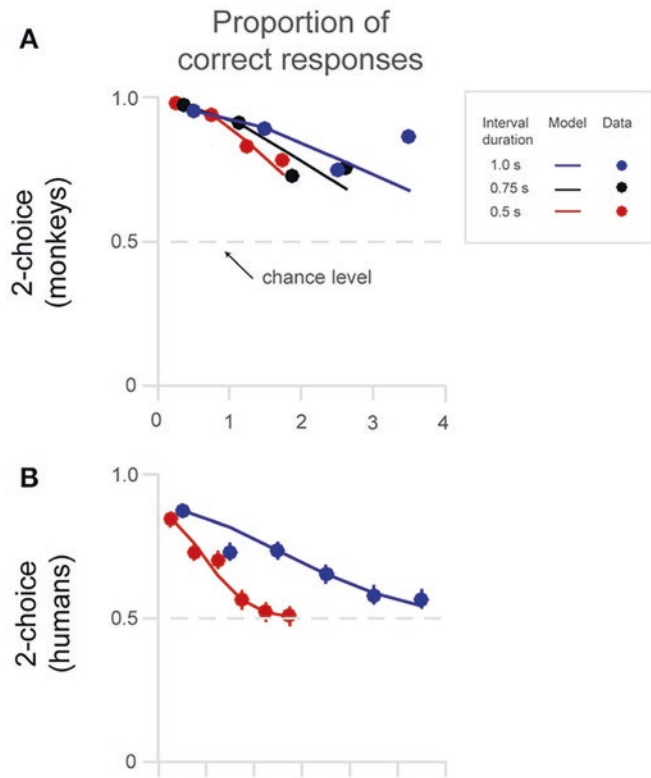 A
Proportion of
correct responses
2-choice
(monkeys)
1.0
0.5
0
chance level
0 1 2 3 4
Interval duration Model Data
1.0 s
0.75 s
0.5 s
B
2-choice
(humans)
1.0
0.5
0